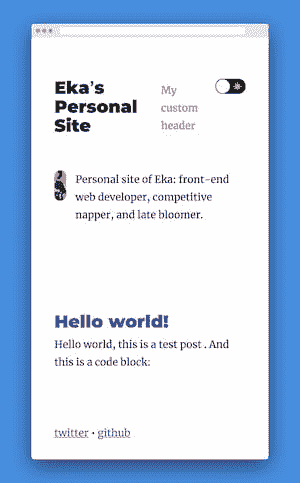 Eka's
Personal
Site
My
custom
header
Personal site of Eka: front-end
web developer, competitive
napper, and late bloomer.
Hello world!
Hello world, this is a test post . And
this is a code block:
twitter • github